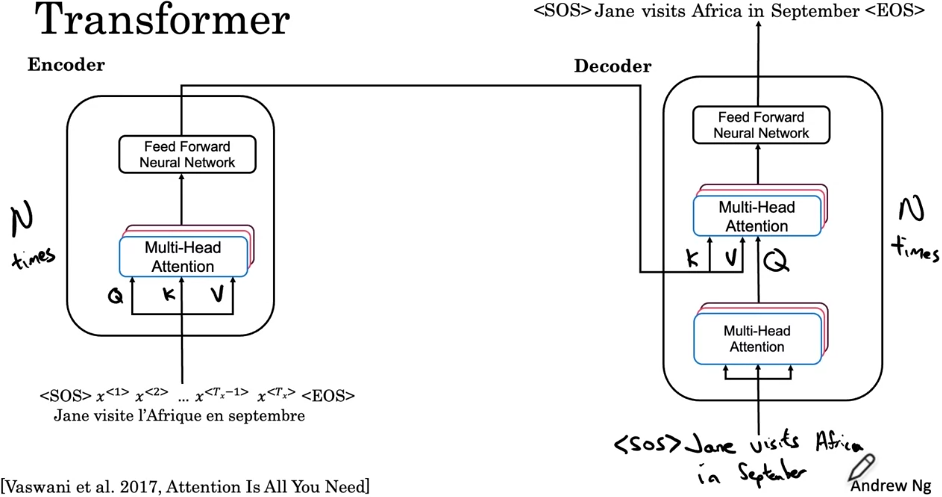 Transformer
<SOS> Jane visits Africa in September <EOS>
Encoder
Decoder
Feed Forward
Neural Network
Multi-Head
Attention
Q K V
N
times
<SOS> x<1> x<2> … x<Tx−1> x<Tx> <EOS>
Jane visite l'Afrique en septembre
Feed Forward
Neural Network
Multi-Head
Attention
K V Q
N
times
Multi-Head
Attention
<SOS> Jane visits Africa
in September
[Vaswani et al. 2017, Attention Is All You Need]
Andrew Ng